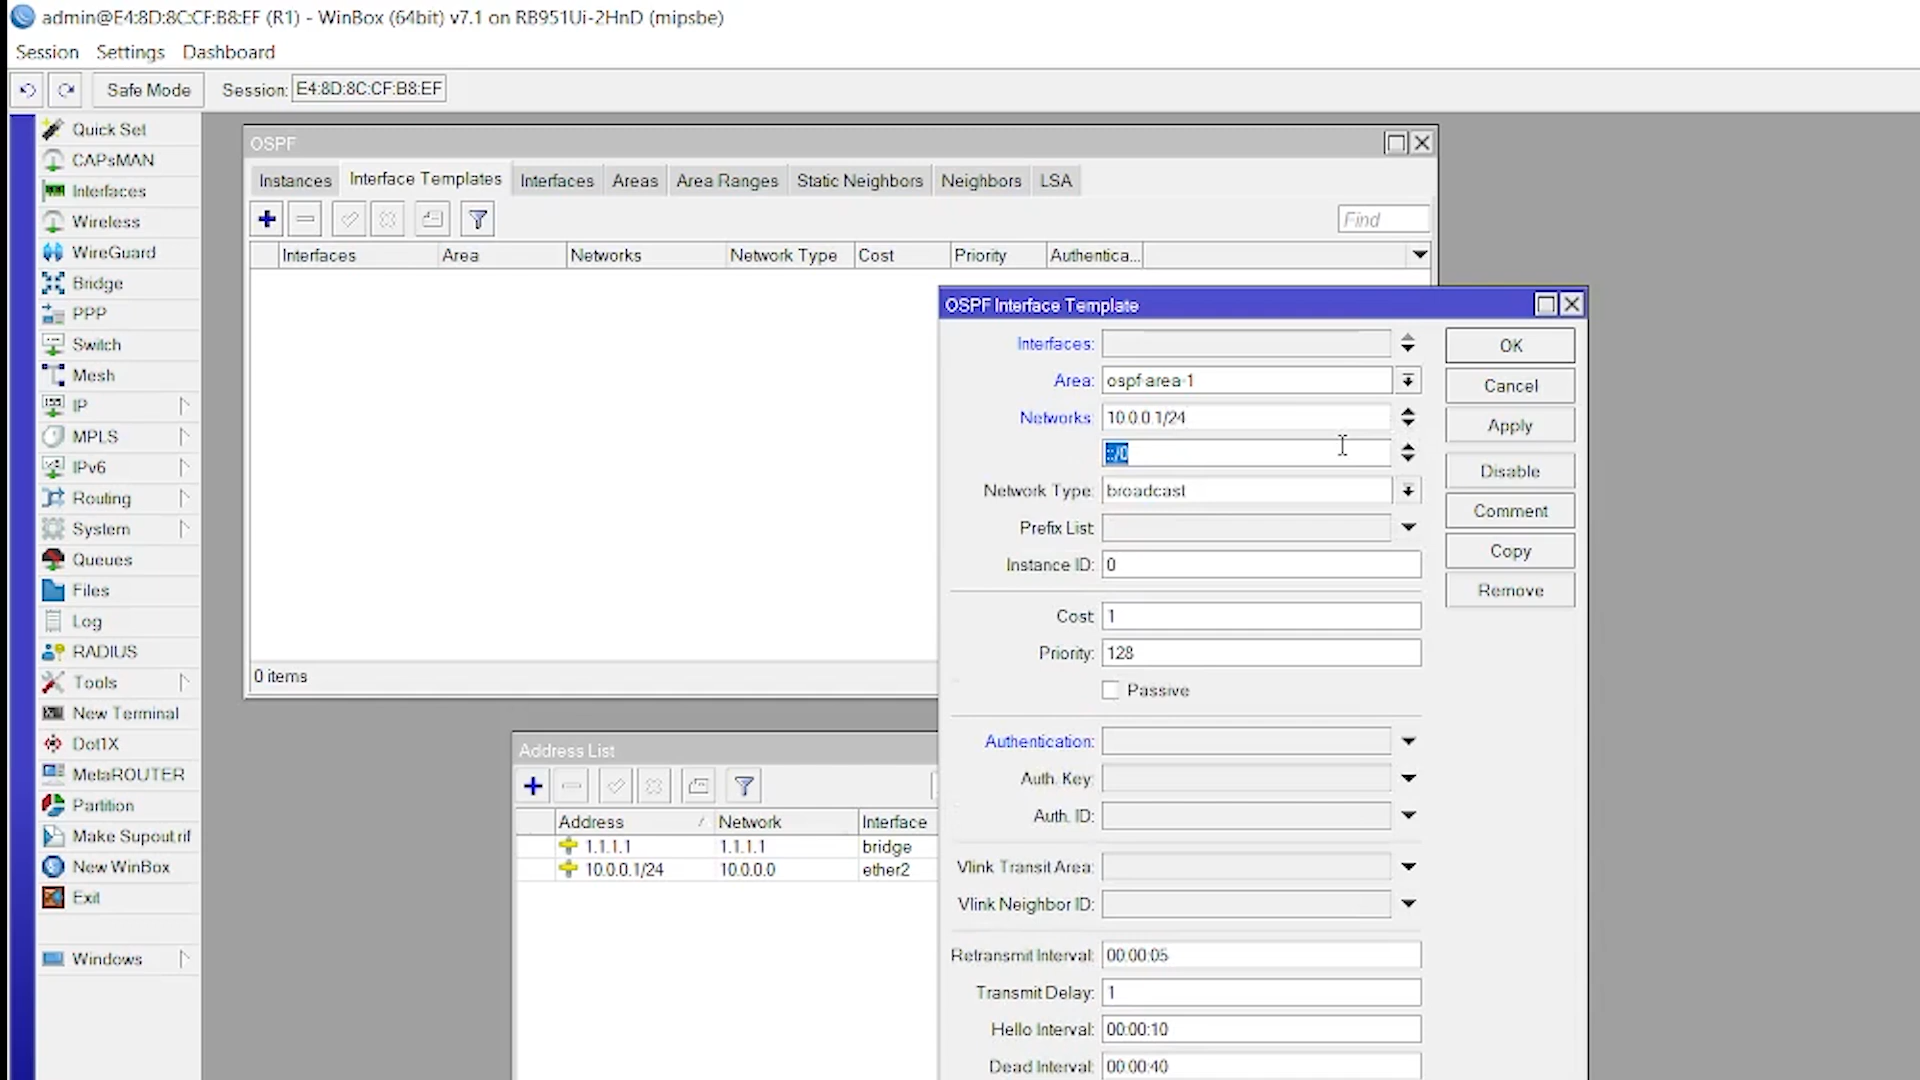 admin@E4:8D:8C:CF:B8:EF (R1) - WinBox (64bit) v7.1 on RB951Ui-2HnD (mipsbe)
Session Settings Dashboard
Safe Mode Session: E4:8D:8C:CF:B8:EF
Quick Set
CAPsMAN
Interfaces
Wireless
WireGuard
Bridge
PPP
Switch
Mesh
IP
MPLS
IPv6
Routing
System
Queues
Files
Log
RADIUS
Tools
New Terminal
Dot1X
MetaROUTER
Partition
Make Supout.rif
New WinBox
Exit
Windows
OSPF
Instances Interface Templates Interfaces Areas Area Ranges Static Neighbors Neighbors LSA
Find
Interfaces Area Networks Network Type Cost Priority Authentica...
0 items
Address List
Address Network Interface
1.1.1.1 1.1.1.1 bridge
10.0.0.1/24 10.0.0.0 ether2
OSPF Interface Template
Interfaces:
Area: ospf-area-1
Networks: 10.0.0.1/24
::/0
Network Type: broadcast
Prefix List:
Instance ID: 0
Cost: 1
Priority: 128
Passive
Authentication:
Auth. Key:
Auth. ID:
Vlink Transit Area:
Vlink Neighbor ID:
Retransmit Interval: 00:00:05
Transmit Delay: 1
Hello Interval: 00:00:10
Dead Interval: 00:00:40
OK
Cancel
Apply
Disable
Comment
Copy
Remove